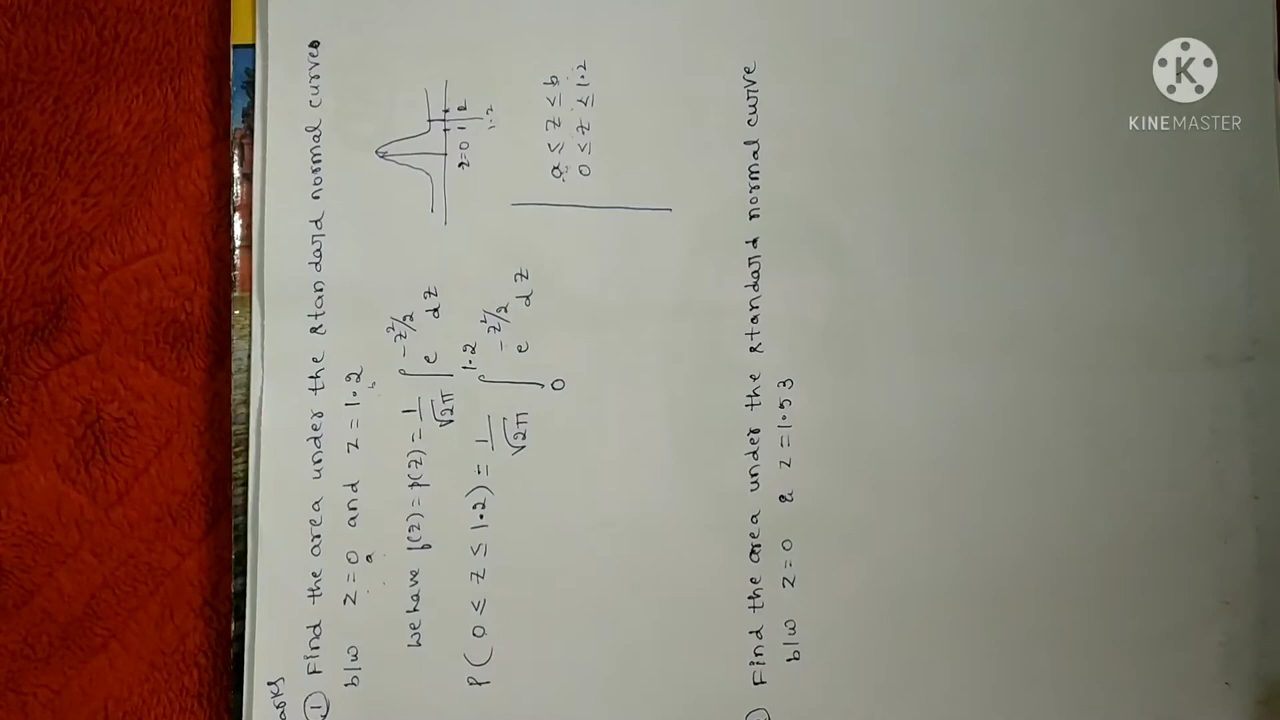 arks
① Find the area under the standard normal curves
b/w z=0 and z=1.2
a b
z=0 1 2
1.2
We have f(z) = p(z) = 1/√2π ∫ e^-z²/2 dz
P(0 ≤ z ≤ 1.2) = 1/√2π ∫_0^1.2 e^-z²/2 dz
a ≤ z ≤ b
0 ≤ z ≤ 1.2
Find the area under the standard normal curve
b/w z=0 & z=1.53
KINEMASTER